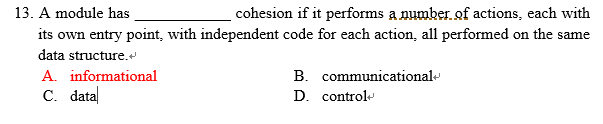 13. A module has ____________ cohesion if it performs a number of actions, each with
its own entry point, with independent code for each action, all performed on the same
data structure.↵
A. informational B. communicational↵
C. data D. control↵